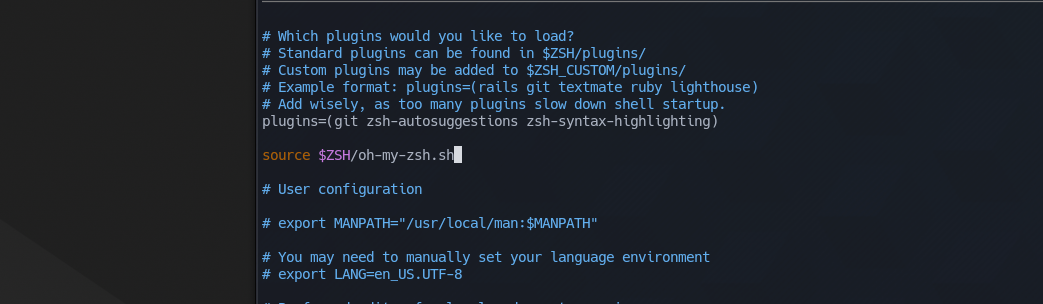 # Which plugins would you like to load?
# Standard plugins can be found in $ZSH/plugins/
# Custom plugins may be added to $ZSH_CUSTOM/plugins/
# Example format: plugins=(rails git textmate ruby lighthouse)
# Add wisely, as too many plugins slow down shell startup.
plugins=(git zsh-autosuggestions zsh-syntax-highlighting)
source $ZSH/oh-my-zsh.sh
# User configuration
# export MANPATH="/usr/local/man:$MANPATH"
# You may need to manually set your language environment
# export LANG=en_US.UTF-8